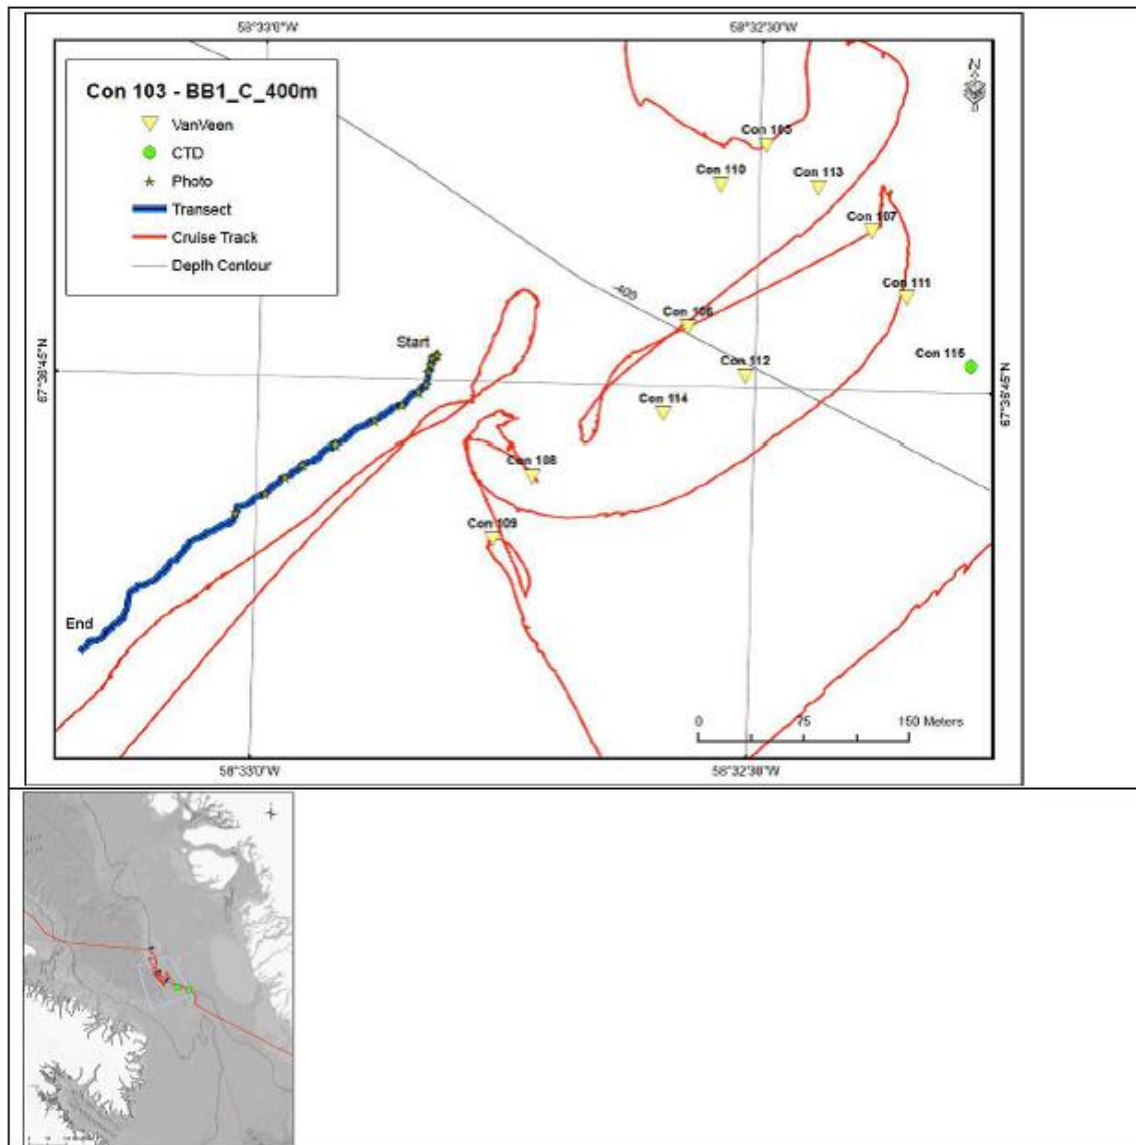 58°33'0"W 58°32'30"W
Con 103 - BB1_C_400m
VanVeen
CTD
Photo
Transect
Cruise Track
Depth Contour
N
Con 105
Con 110
Con 113
Con 107
Con 111
-400
Con 106
Start
Con 112
Con 115
67°38'45"N
67°38'45"N
Con 114
Con 108
Con 109
End
0 75 150 Meters
58°33'0"W 58°32'30"W